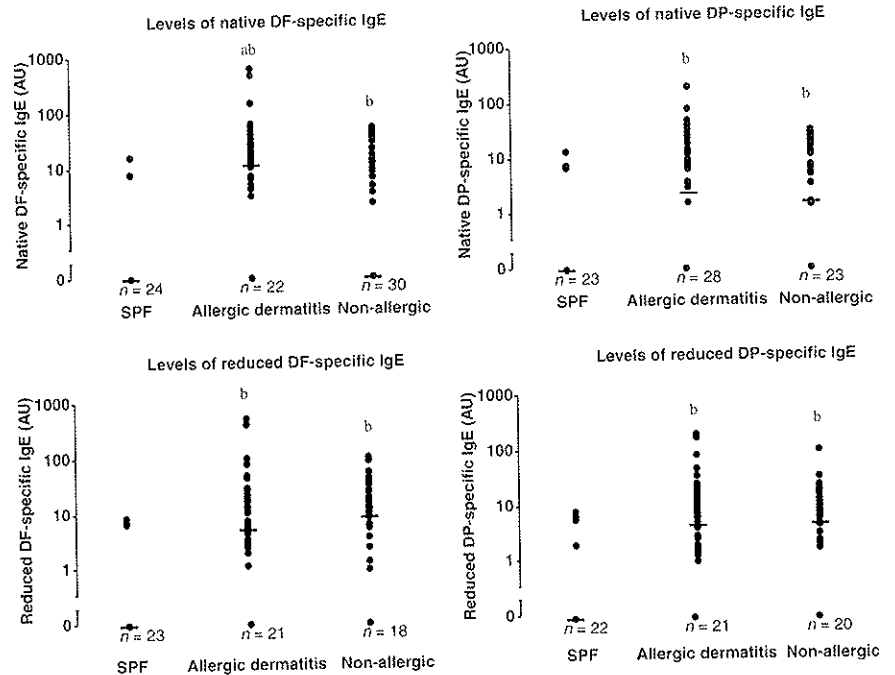 Levels of native DF-specific IgE
Native DF-specific IgE (AU)
1000
100
10
1
0
ab
b
n = 24
n = 22
n = 30
SPF
Allergic dermatitis
Non-allergic
Levels of native DP-specific IgE
Native DP-specific IgE (AU)
1000
100
10
1
0
b
b
n = 23
n = 28
n = 23
SPF
Allergic dermatitis
Non-allergic
Levels of reduced DF-specific IgE
Reduced DF-specific IgE (AU)
1000
100
10
1
0
b
b
n = 23
n = 21
n = 18
SPF
Allergic dermatitis
Non-allergic
Levels of reduced DP-specific IgE
Reduced DP-specific IgE (AU)
1000
100
10
1
0
b
b
n = 22
n = 21
n = 20
SPF
Allergic dermatitis
Non-allergic